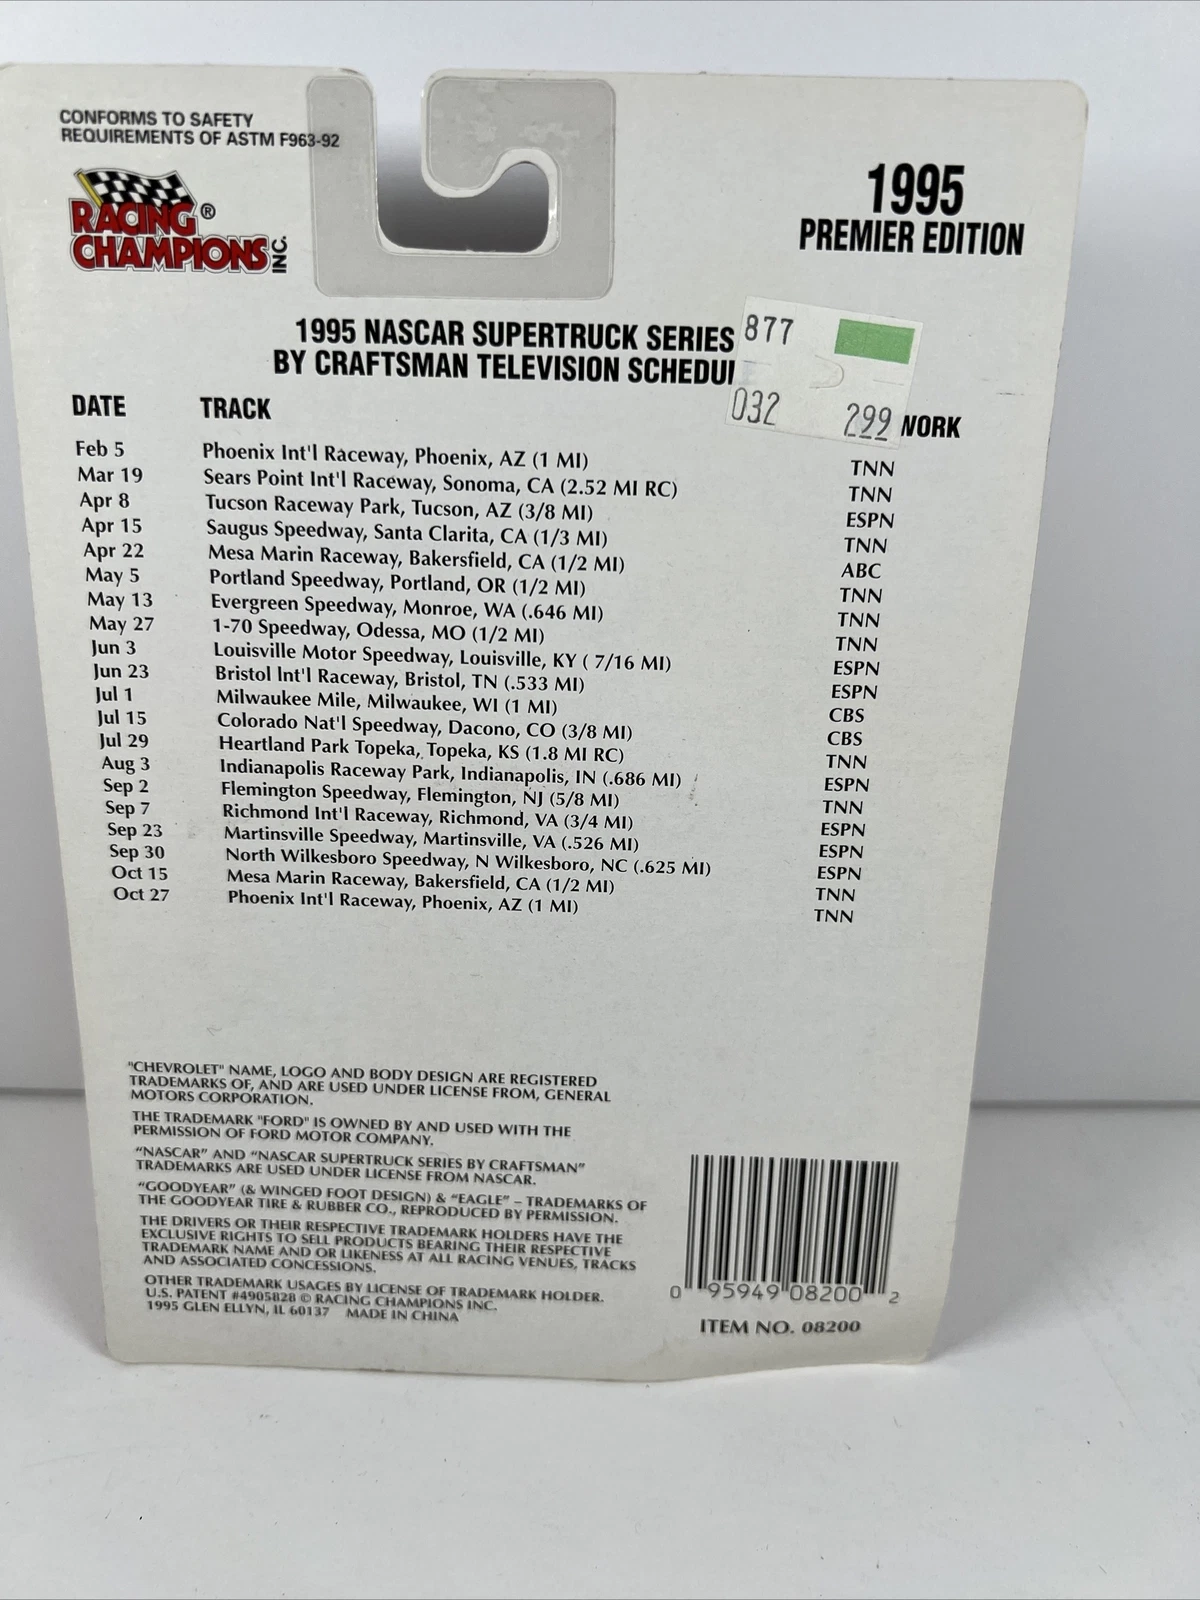 CONFORMS TO SAFETY
REQUIREMENTS OF ASTM F963-92
RACING ®
CHAMPIONS INC.
1995
PREMIER EDITION
1995 NASCAR SUPERTRUCK SERIES
BY CRAFTSMAN TELEVISION SCHEDU
877
032 299
DATE TRACK WORK
Feb 5 Phoenix Int'l Raceway, Phoenix, AZ (1 MI) TNN
Mar 19 Sears Point Int'l Raceway, Sonoma, CA (2.52 MI RC) TNN
Apr 8 Tucson Raceway Park, Tucson, AZ (3/8 MI) ESPN
Apr 15 Saugus Speedway, Santa Clarita, CA (1/3 MI) TNN
Apr 22 Mesa Marin Raceway, Bakersfield, CA (1/2 MI) ABC
May 5 Portland Speedway, Portland, OR (1/2 MI) TNN
May 13 Evergreen Speedway, Monroe, WA (.646 MI) TNN
May 27 1-70 Speedway, Odessa, MO (1/2 MI) TNN
Jun 3 Louisville Motor Speedway, Louisville, KY ( 7/16 MI) ESPN
Jun 23 Bristol Int'l Raceway, Bristol, TN (.533 MI) ESPN
Jul 1 Milwaukee Mile, Milwaukee, WI (1 MI) CBS
Jul 15 Colorado Nat'l Speedway, Dacono, CO (3/8 MI) CBS
Jul 29 Heartland Park Topeka, Topeka, KS (1.8 MI RC) TNN
Aug 3 Indianapolis Raceway Park, Indianapolis, IN (.686 MI) ESPN
Sep 2 Flemington Speedway, Flemington, NJ (5/8 MI) TNN
Sep 7 Richmond Int'l Raceway, Richmond, VA (3/4 MI) ESPN
Sep 23 Martinsville Speedway, Martinsville, VA (.526 MI) ESPN
Sep 30 North Wilkesboro Speedway, N Wilkesboro, NC (.625 MI) ESPN
Oct 15 Mesa Marin Raceway, Bakersfield, CA (1/2 MI) TNN
Oct 27 Phoenix Int'l Raceway, Phoenix, AZ (1 MI) TNN
"CHEVROLET" NAME, LOGO AND BODY DESIGN ARE REGISTERED
TRADEMARKS OF, AND ARE USED UNDER LICENSE FROM, GENERAL
MOTORS CORPORATION.
THE TRADEMARK "FORD" IS OWNED BY AND USED WITH THE
PERMISSION OF FORD MOTOR COMPANY.
"NASCAR" AND "NASCAR SUPERTRUCK SERIES BY CRAFTSMAN"
TRADEMARKS ARE USED UNDER LICENSE FROM NASCAR.
"GOODYEAR" (& WINGED FOOT DESIGN) & "EAGLE" – TRADEMARKS OF
THE GOODYEAR TIRE & RUBBER CO., REPRODUCED BY PERMISSION.
THE DRIVERS OR THEIR RESPECTIVE TRADEMARK HOLDERS HAVE THE
EXCLUSIVE RIGHTS TO SELL PRODUCTS BEARING THEIR RESPECTIVE
TRADEMARK NAME AND OR LIKENESS AT ALL RACING VENUES, TRACKS
AND ASSOCIATED CONCESSIONS.
OTHER TRADEMARK USAGES BY LICENSE OF TRADEMARK HOLDER.
U.S. PATENT #4905828 © RACING CHAMPIONS INC.
1995 GLEN ELLYN, IL 60137 MADE IN CHINA
0 95949 08200 2
ITEM NO. 08200